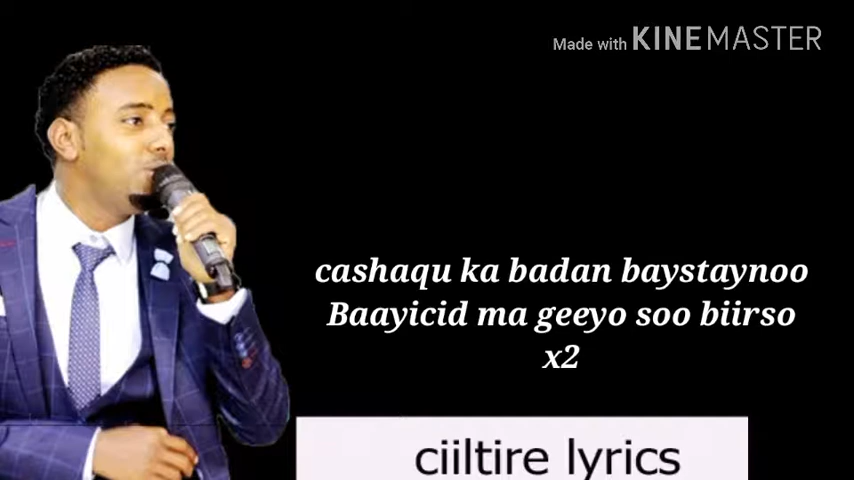 Made with KINEMASTER
cashaqu ka badan baystaynoo
Baayicid ma geeyo soo biirso
x2
ciiltire lyrics